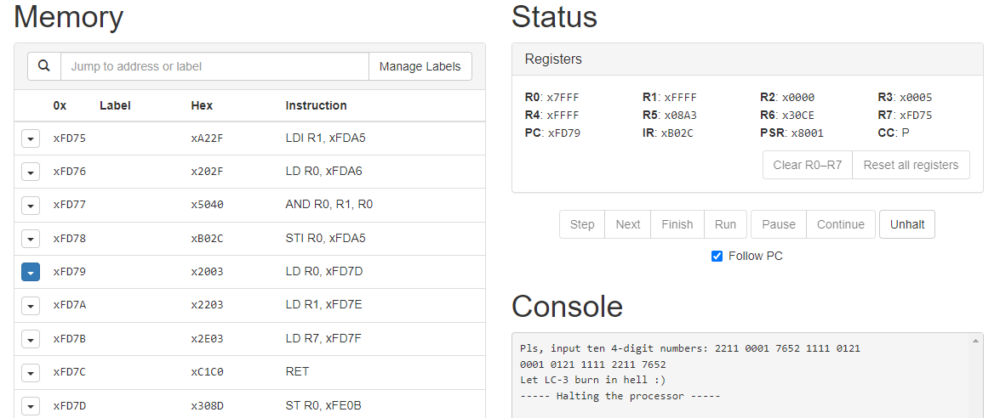 Memory
Jump to address or label Manage Labels
0x Label Hex Instruction
xFD75 xA22F LDI R1, xFDA5
xFD76 x202F LD R0, xFDA6
xFD77 x5040 AND R0, R1, R0
xFD78 xB02C STI R0, xFDA5
xFD79 x2003 LD R0, xFD7D
xFD7A x2203 LD R1, xFD7E
xFD7B x2E03 LD R7, xFD7F
xFD7C xC1C0 RET
xFD7D x308D ST R0, xFE0B
Status
Registers
R0: x7FFF R1: xFFFF R2: x0000 R3: x0005
R4: xFFFF R5: x08A3 R6: x30CE R7: xFD75
PC: xFD79 IR: xB02C PSR: x8001 CC: P
Clear R0–R7 Reset all registers
Step Next Finish Run Pause Continue Unhalt
Follow PC
Console
Pls, input ten 4-digit numbers: 2211 0001 7652 1111 0121
0001 0121 1111 2211 7652
Let LC-3 burn in hell :)
----- Halting the processor -----